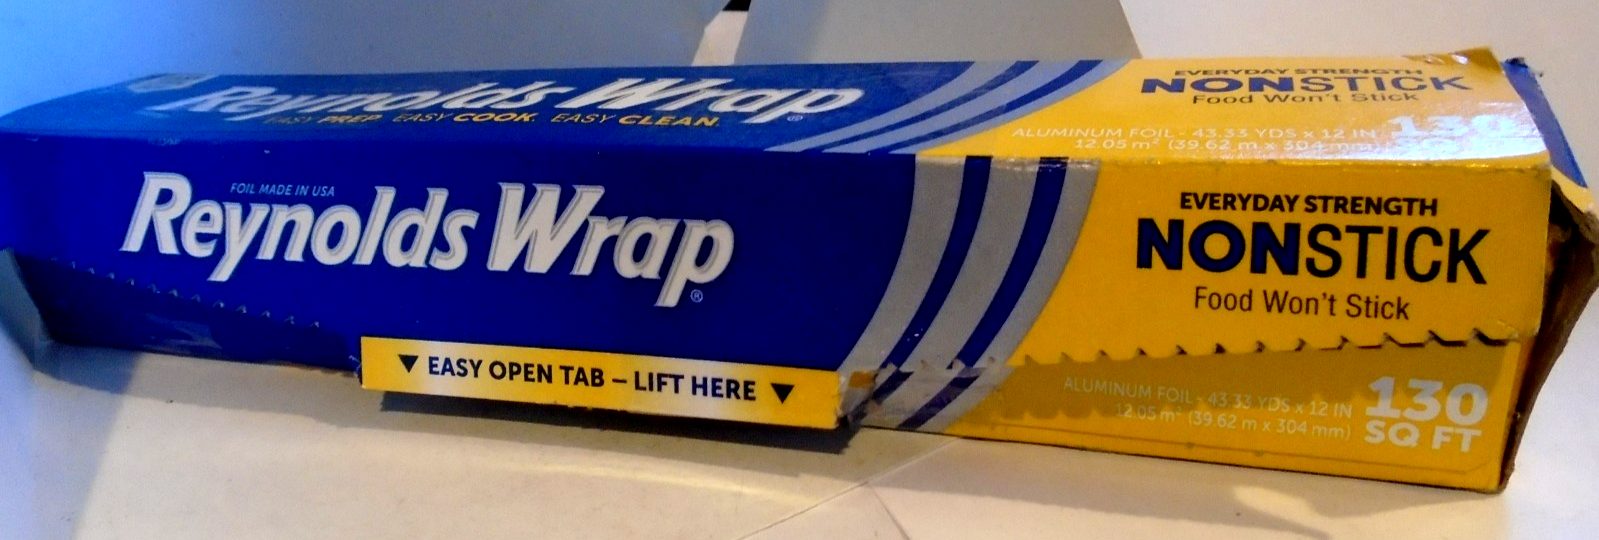 Reynolds Wrap®
EASY PREP. EASY COOK. EASY CLEAN.
EVERYDAY STRENGTH
NONSTICK
Food Won't Stick
ALUMINUM FOIL - 43.33 YDS x 12 IN
12.05 m² (39.62 m x 304 mm)
130
FOIL MADE IN USA
Reynolds Wrap®
EVERYDAY STRENGTH
NONSTICK
Food Won't Stick
▼ EASY OPEN TAB – LIFT HERE ▼
ALUMINUM FOIL - 43.33 YDS x 12 IN
12.05 m² (39.62 m x 304 mm)
130
SQ FT